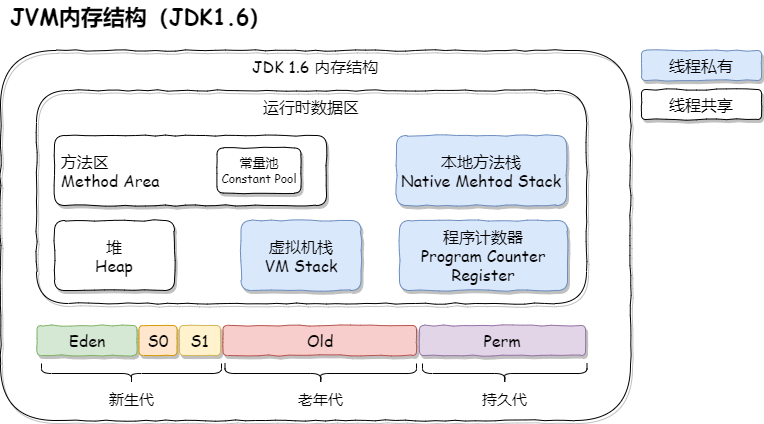 JVM内存结构（JDK1.6）
JDK 1.6 内存结构
线程私有
线程共享
运行时数据区
方法区
Method Area
常量池
Constant Pool
本地方法栈
Native Mehtod Stack
堆
Heap
虚拟机栈
VM Stack
程序计数器
Program Counter
Register
Eden
S0
S1
Old
Perm
新生代
老年代
持久代